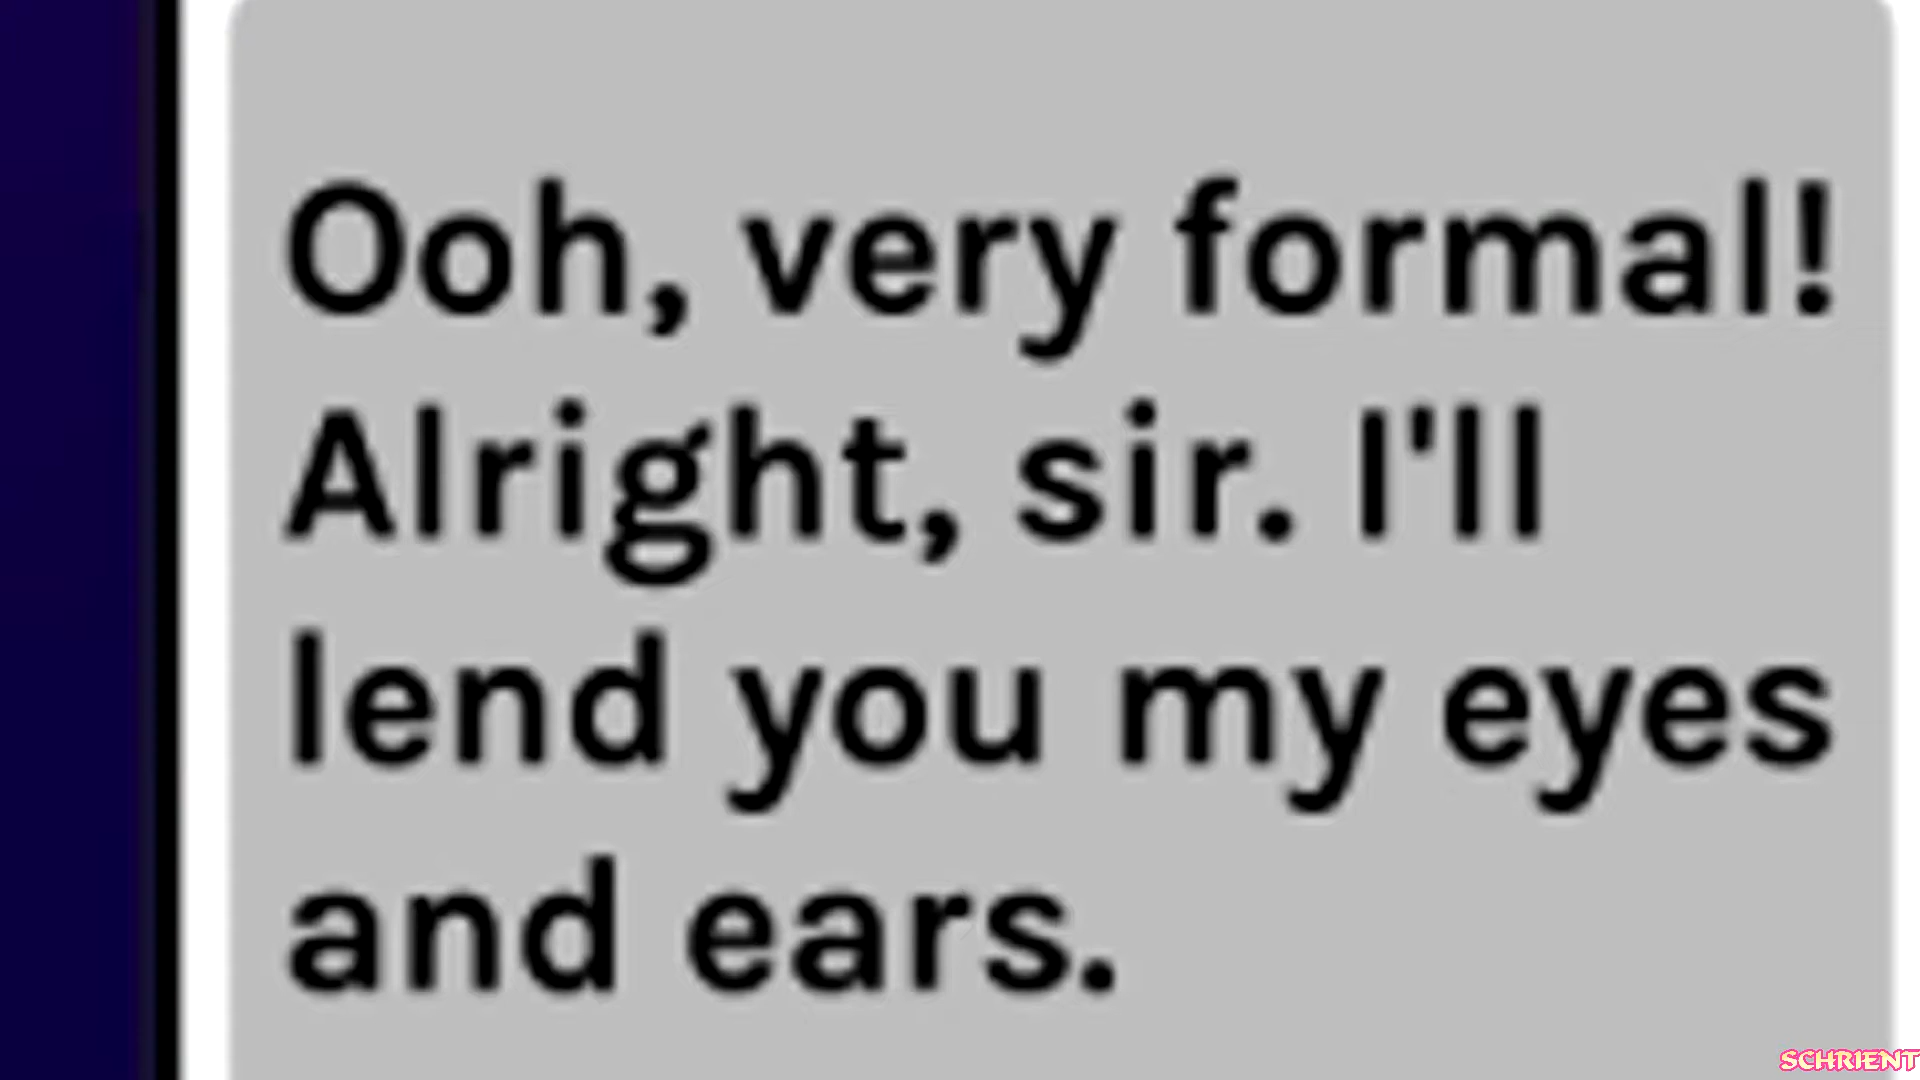 Ooh, very formal!
Alright, sir. I'll
lend you my eyes
and ears.
SCHRIENT